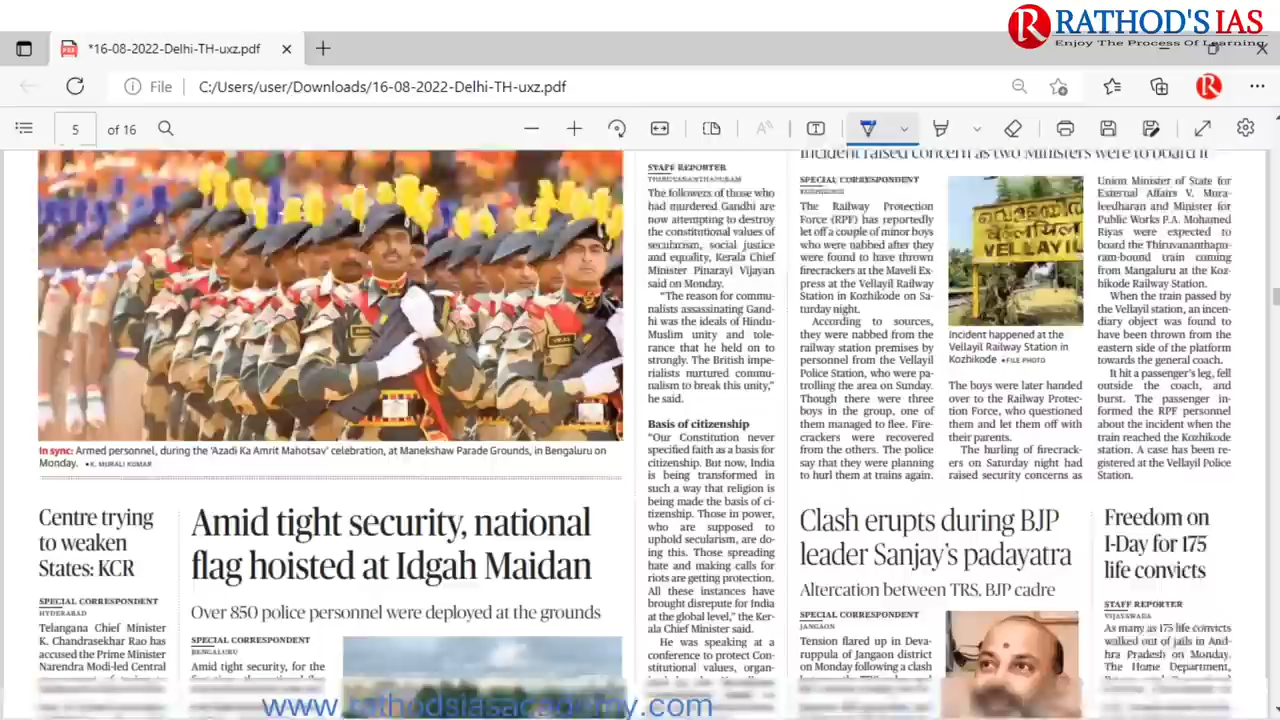 RATHOD'S IAS
Enjoy The Process Of Learning
*16-08-2022-Delhi-TH-uxz.pdf
File
C:/Users/user/Downloads/16-08-2022-Delhi-TH-uxz.pdf
5 of 16
In sync: Armed personnel, during the 'Azadi Ka Amrit Mahotsav' celebration, at Manekshaw Parade Grounds, in Bengaluru on
Monday. •K. MURALI KUMAR
Centre trying
to weaken
States: KCR
SPECIAL CORRESPONDENT
HYDERABAD
Telangana Chief Minister
K. Chandrasekhar Rao has
accused the Prime Minister
Narendra Modi-led Central
Amid tight security, national
flag hoisted at Idgah Maidan
Over 850 police personnel were deployed at the grounds
SPECIAL CORRESPONDENT
BENGALURU
Amid tight security, for the
STAFF REPORTER
THIRUVANANTHAPURAM
The followers of those who
had murdered Gandhi are
now attempting to destroy
the constitutional values of
secularism, social justice
and equality, Kerala Chief
Minister Pinarayi Vijayan
said on Monday.
"The reason for commu-
nalists assassinating Gand-
hi was the ideals of Hindu-
Muslim unity and tole-
rance that he held on to
strongly. The British impe-
rialists nurtured commu-
nalism to break this unity,"
he said.
Basis of citizenship
"Our Constitution never
specified faith as a basis for
citizenship. But now, India
is being transformed in
such a way that religion is
being made the basis of ci-
tizenship. Those in power,
who are supposed to
uphold secularism, are do-
ing this. Those spreading
hate and making calls for
riots are getting protection.
All these instances have
brought disrepute for India
at the global level," the Ker-
ala Chief Minister said.
He was speaking at a
conference to protect Con-
stitutional values, organ-
Incident raised concern as two Ministers were to board it
SPECIAL CORRESPONDENT
KOZHIKODE
The Railway Protection
Force (RPF) has reportedly
let off a couple of minor boys
who were nabbed after they
were found to have thrown
firecrackers at the Maveli Ex-
press at the Vellayil Railway
Station in Kozhikode on Sa-
turday night.
According to sources,
they were nabbed from the
railway station premises by
personnel from the Vellayil
Police Station, who were pa-
trolling the area on Sunday.
Though there were three
boys in the group, one of
them managed to flee. Fire-
crackers were recovered
from the others. The police
say that they were planning
to hurl them at trains again.
VELLAYIL
Incident happened at the
Vellayil Railway Station in
Kozhikode •FILE PHOTO
The boys were later handed
over to the Railway Protec-
tion Force, who questioned
them and let them off with
their parents.
The hurling of firecrack-
ers on Saturday night had
raised security concerns as
Union Minister of State for
External Affairs V. Mura-
leedharan and Minister for
Public Works P.A. Mohamed
Riyas were expected to
board the Thiruvananthapu-
ram-bound train coming
from Mangaluru at the Koz-
hikode Railway Station.
When the train passed by
the Vellayil station, an incen-
diary object was found to
have been thrown from the
eastern side of the platform
towards the general coach.
It hit a passenger's leg, fell
outside the coach, and
burst. The passenger in-
formed the RPF personnel
about the incident when the
train reached the Kozhikode
station. A case has been re-
gistered at the Vellayil Police
Station.
Clash erupts during BJP
leader Sanjay's padayatra
Altercation between TRS, BJP cadre
SPECIAL CORRESPONDENT
JANGAON
Tension flared up in Deva-
ruppula of Jangaon district
on Monday following a clash
Freedom on
I-Day for 175
life convicts
STAFF REPORTER
VIJAYAWADA
As many as 175 life convicts
walked out of jails in And-
hra Pradesh on Monday.
The Home Department,
www.rathodsiasacademy.com